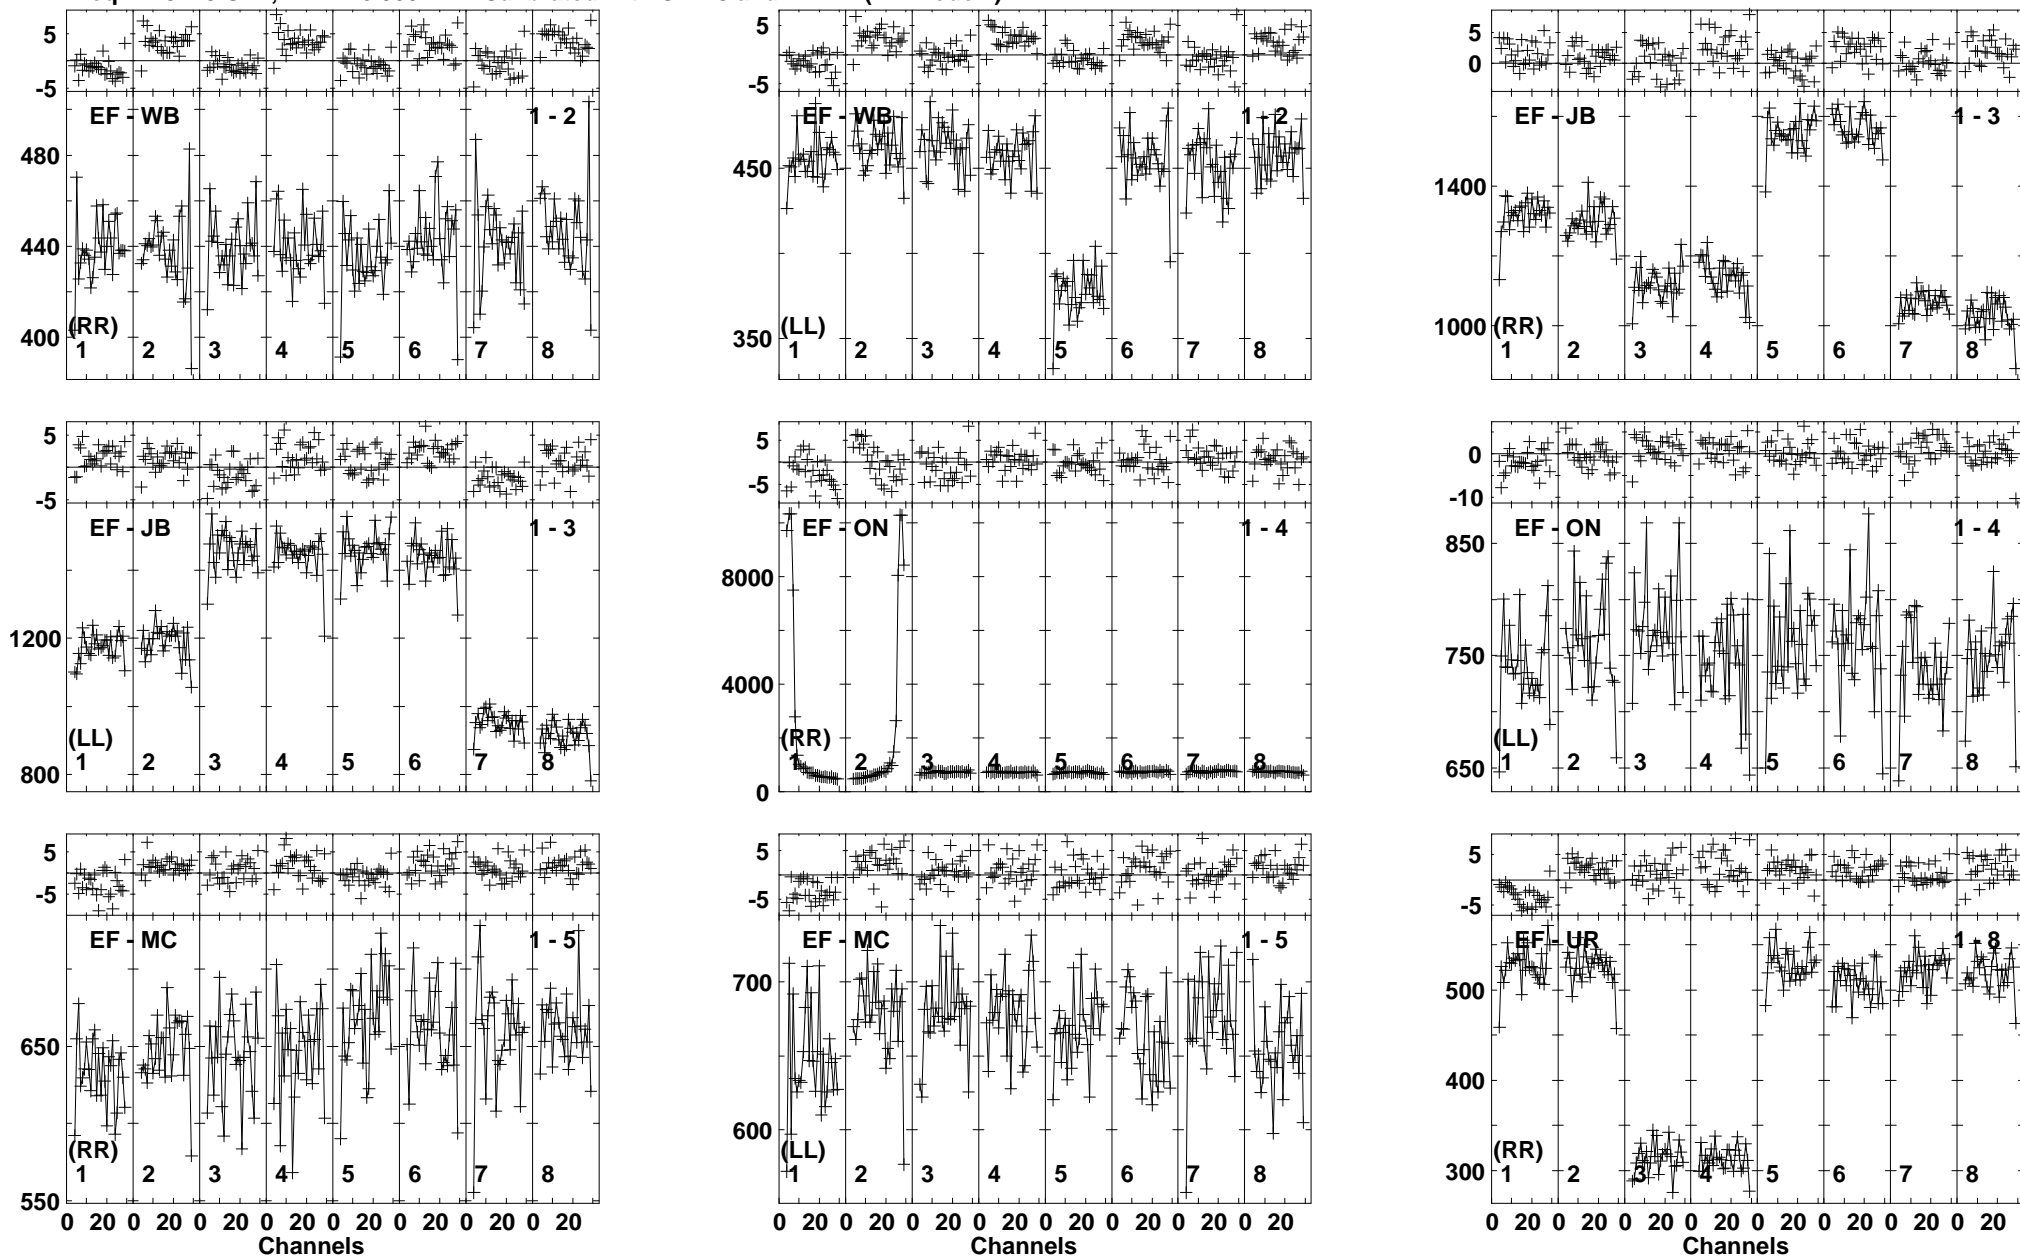 5
-5
EF - WB 1 - 2
480
440
400
(RR)
1 2 3 4 5 6 7 8
5
-5
EF - WB 1 - 2
450
350
(LL)
1 2 3 4 5 6 7 8
5
0
EF - JB 1 - 3
1400
1000
(RR)
1 2 3 4 5 6 7 8
5
-5
EF - JB 1 - 3
1200
800
(LL)
1 2 3 4 5 6 7 8
5
-5
EF - ON 1 - 4
8000
4000
0
(RR)
1 2 3 4 5 6 7 8
0
-10
EF - ON 1 - 4
850
750
650
(LL)
1 2 3 4 5 6 7 8
5
-5
EF - MC 1 - 5
650
550
(RR)
1 2 3 4 5 6 7 8
0 20 0 20 0 20 0 20 0 20 0 20 0 20 0 20
Channels
5
-5
EF - MC 1 - 5
700
600
(LL)
1 2 3 4 5 6 7 8
0 20 0 20 0 20 0 20 0 20 0 20 0 20 0 20
Channels
5
-5
EF - UR 1 - 8
500
400
300
(RR)
1 2 3 4 5 6 7 8
0 20 0 20 0 20 0 20 0 20 0 20 0 20 0 20
Channels